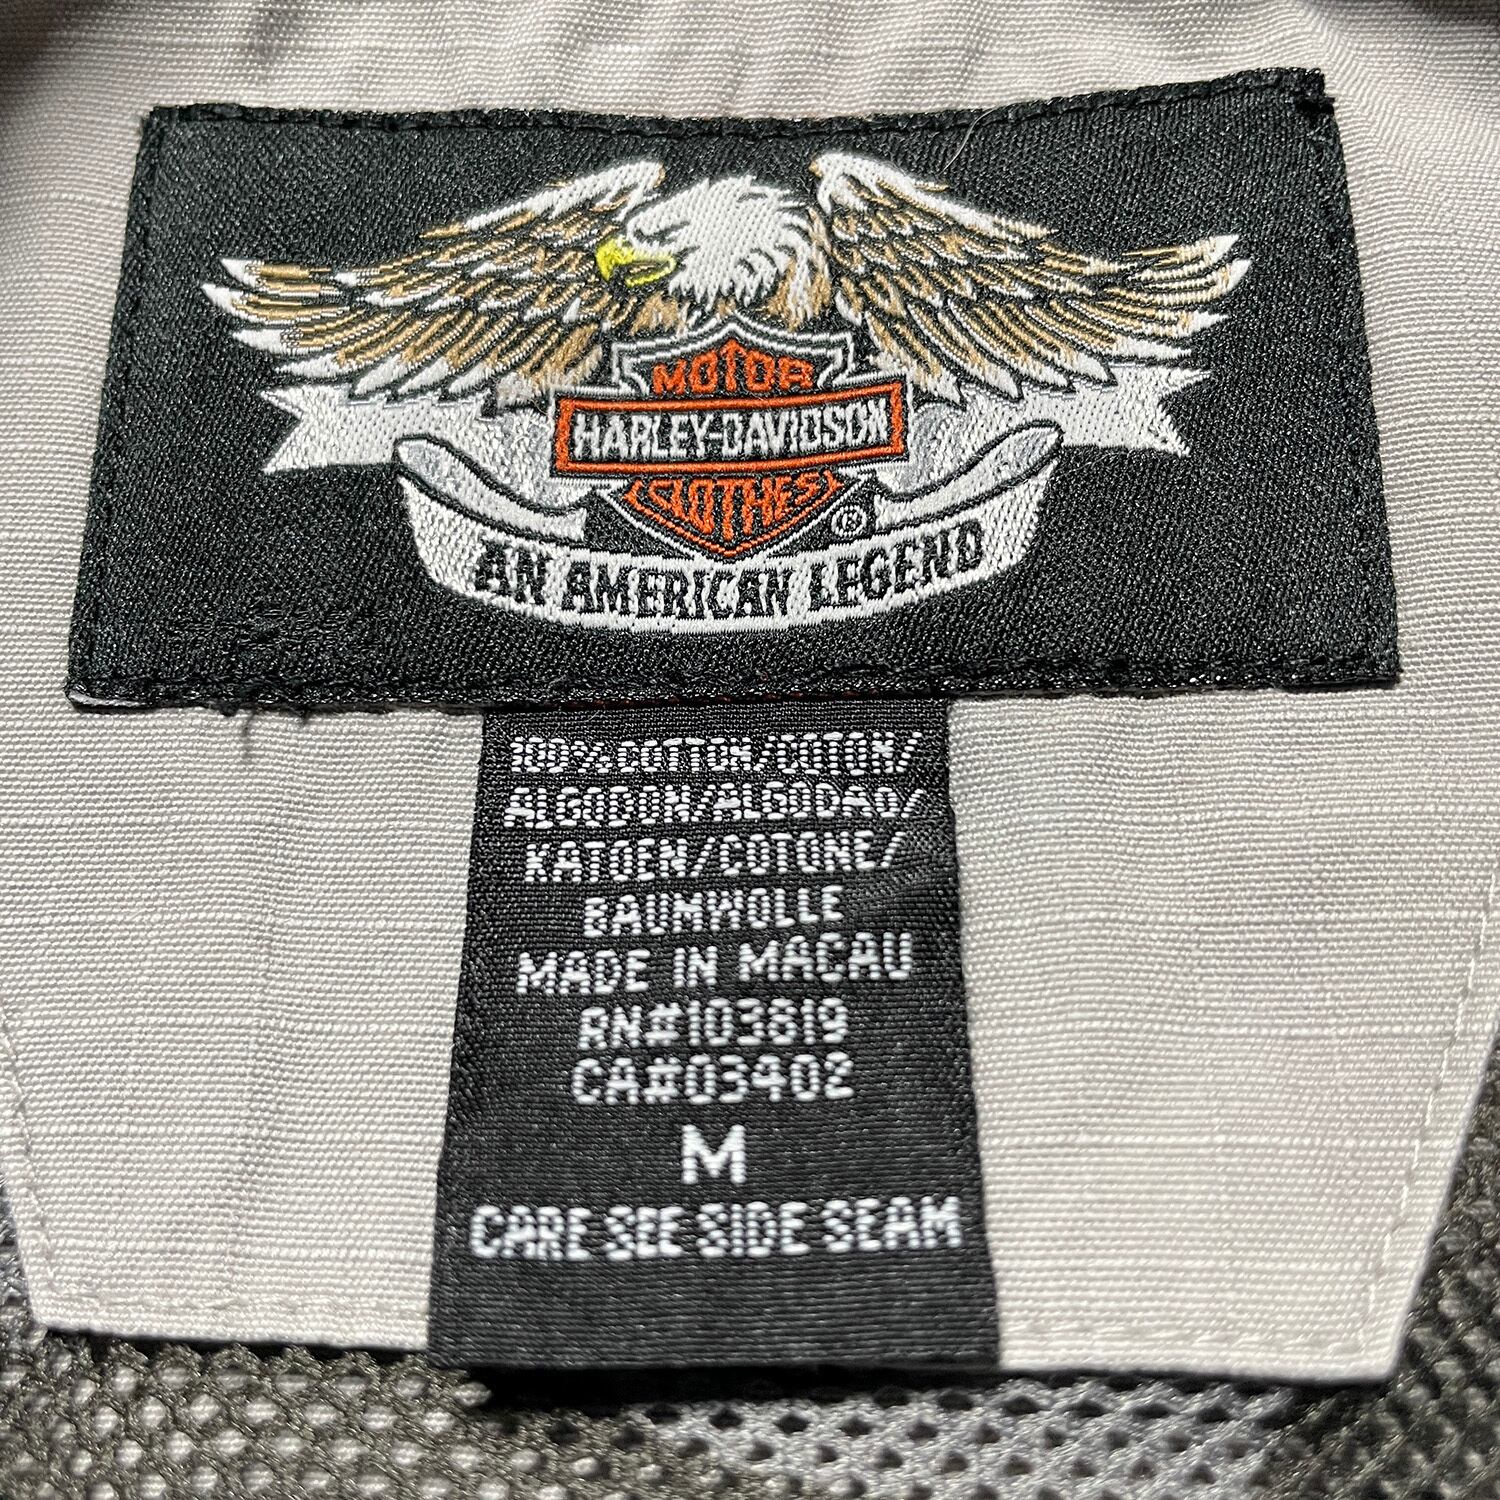 MOTOR
HARLEY-DAVIDSON
CLOTHES
®
AN AMERICAN LEGEND
100% COTTON/COTON/
ALGODON/ALGODAO/
KATOEN/COTONE/
BAUMWOLLE
MADE IN MACAU
RN#103819
CA#03402
M
CARE SEE SIDE SEAM